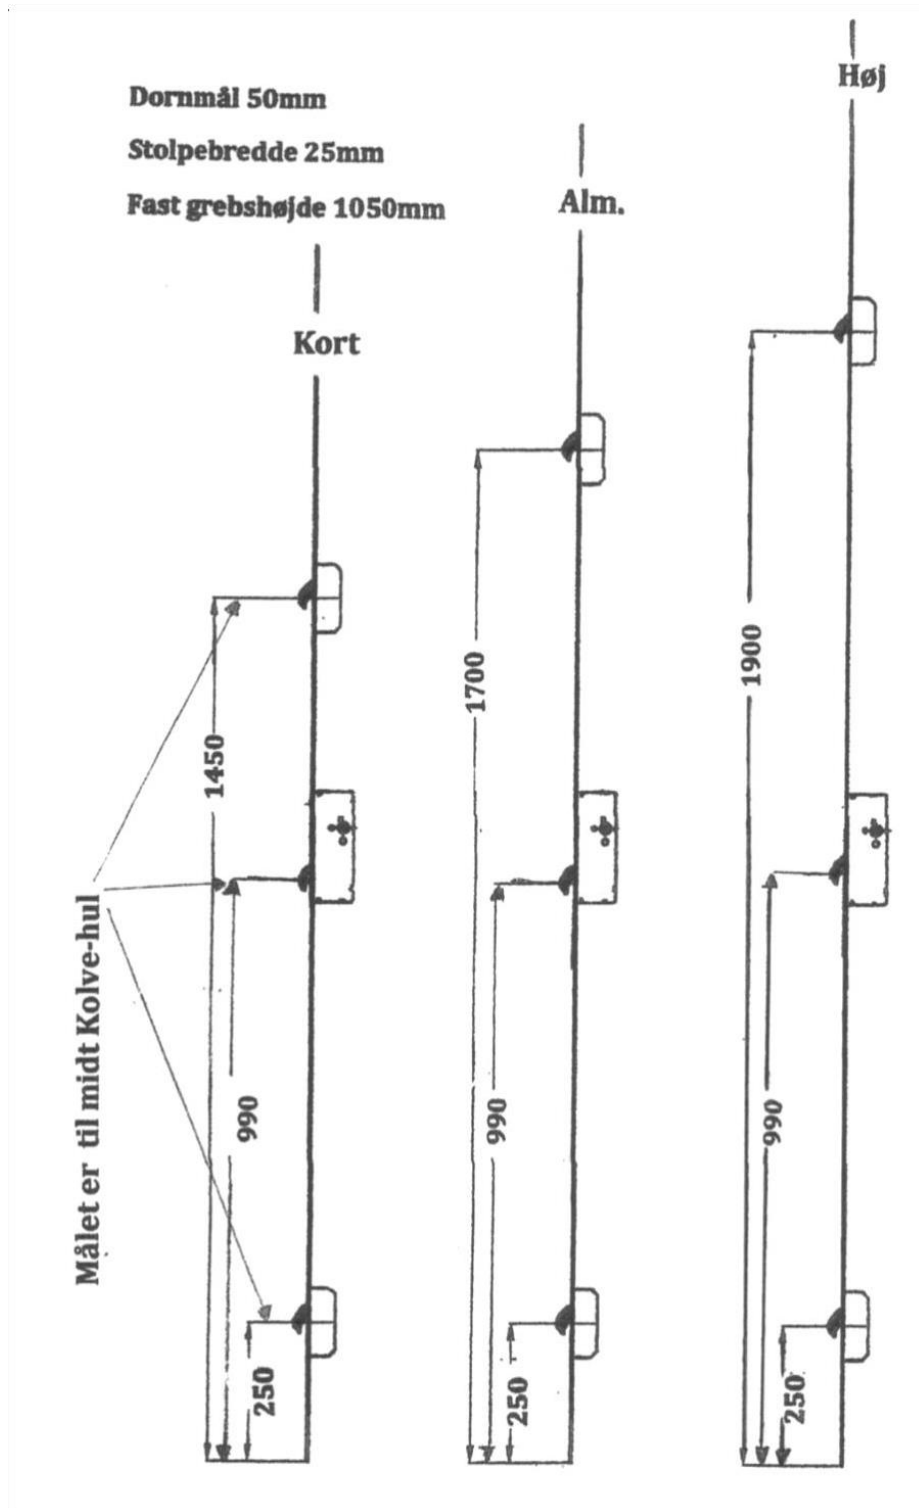 Høj
Dornmål 50mm
Stolpebredde 25mm
Fast grebshøjde 1050mm
Alm.
Kort
1450
1700
1900
990
990
990
Målet er til midt Kolve-hul
250
250
250